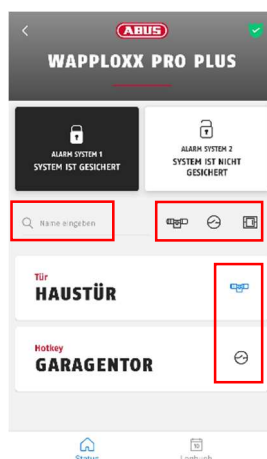 ABUS
WAPPLOXX PRO PLUS
ALARM SYSTEM 1
SYSTEM IST GESICHERT
ALARM SYSTEM 2
SYSTEM IST NICHT
GESICHERT
Name eingeben
Tür
HAUSTÜR
Hotkey
GARAGENTOR
10
Status
Logbuch